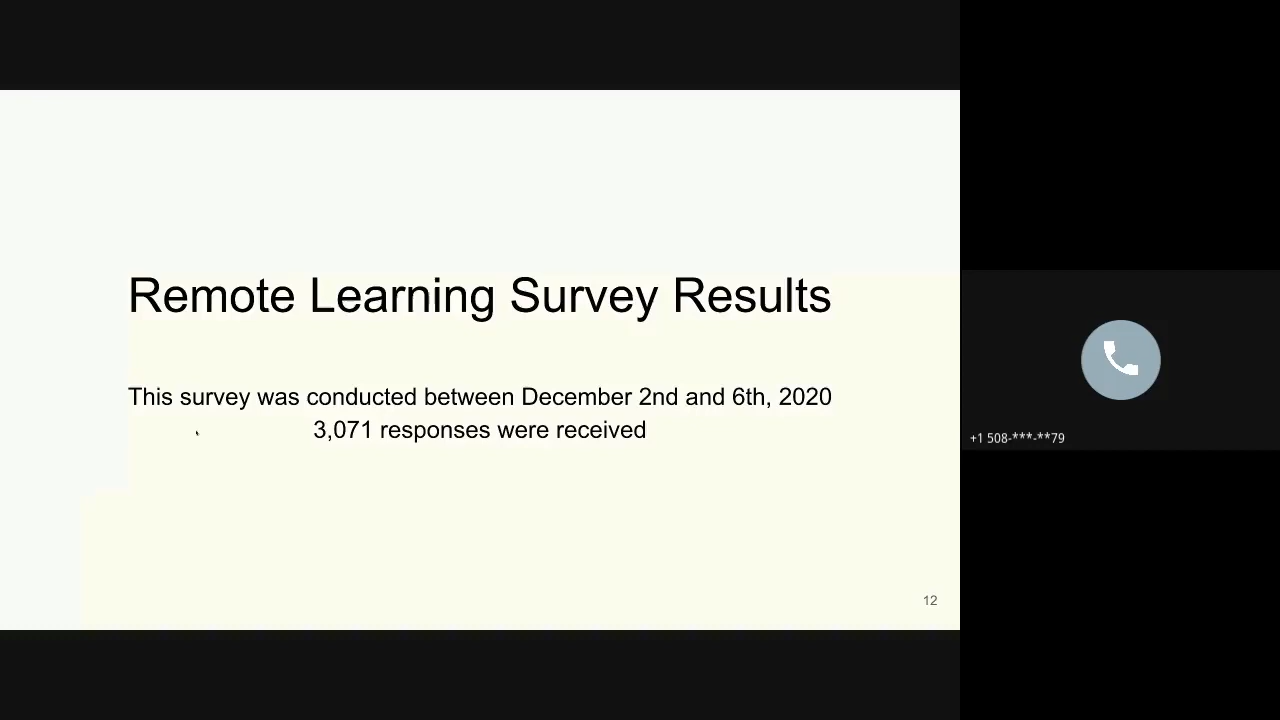 Remote Learning Survey Results
This survey was conducted between December 2nd and 6th, 2020
3,071 responses were received
+1 508-***-**79
12